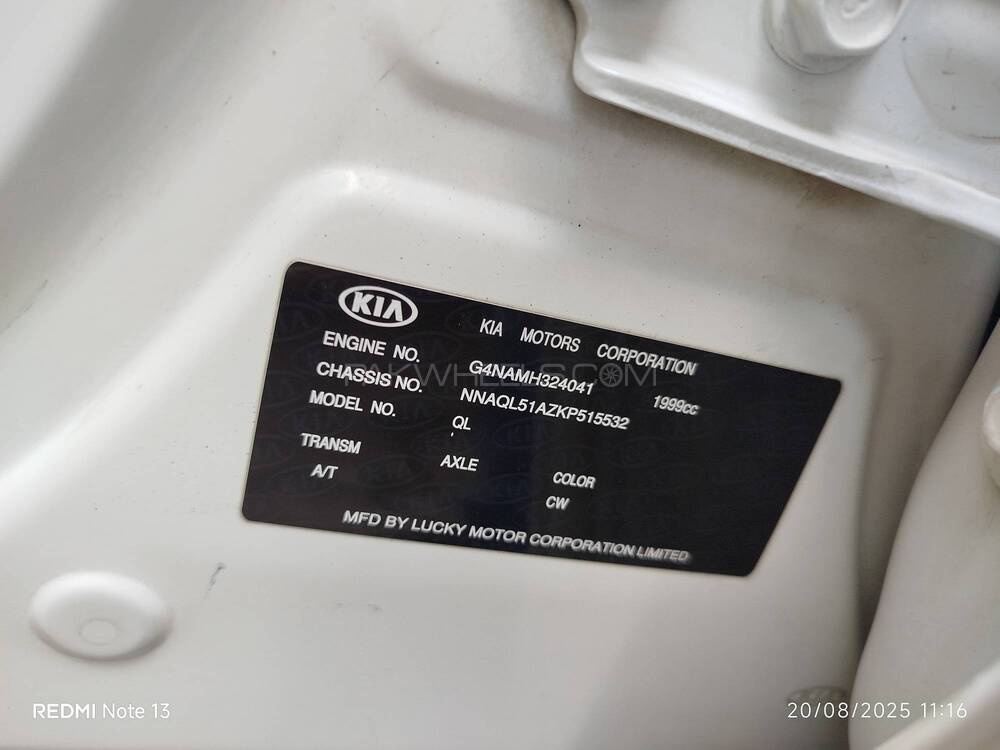 KIA
KIA MOTORS CORPORATION
ENGINE NO. G4NAMH324041 1999cc
CHASSIS NO. NNAQL51AZKP515532
MODEL NO. QL
TRANSM AXLE COLOR
A/T CW
MFD BY LUCKY MOTOR CORPORATION LIMITED
PAKWHEELS.COM
REDMI Note 13
20/08/2025 11:16